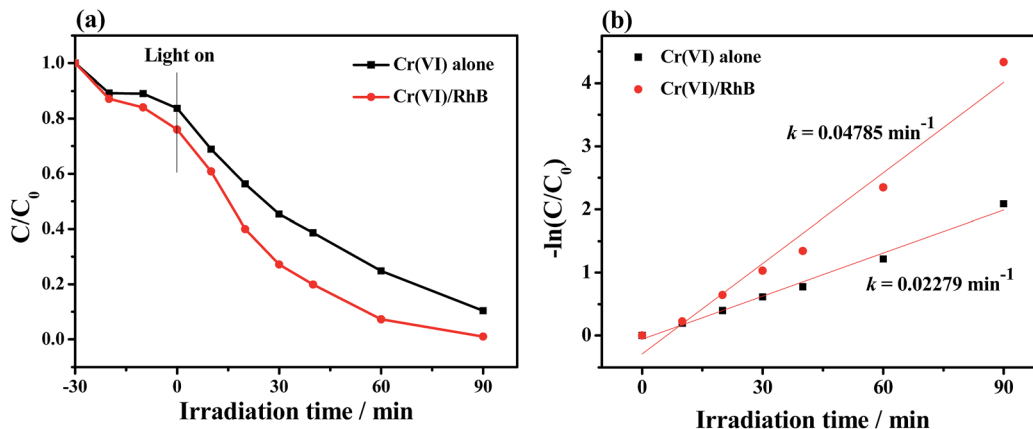 (a)
Light on
Cr(VI) alone
Cr(VI)/RhB
1.0
0.8
0.6
0.4
0.2
0.0
C/C0
-30
0
30
60
90
Irradiation time / min
(b)
Cr(VI) alone
Cr(VI)/RhB
k = 0.04785 min-1
k = 0.02279 min-1
4
3
2
1
0
-ln(C/C0)
0
30
60
90
Irradiation time / min